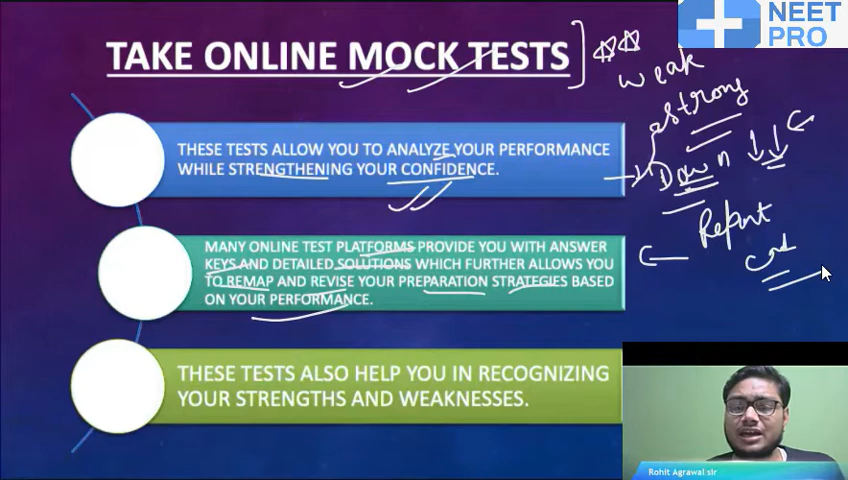 NEET
PRO
TAKE ONLINE MOCK TESTS
weak
strong
Down
THESE TESTS ALLOW YOU TO ANALYZE YOUR PERFORMANCE
WHILE STRENGTHENING YOUR CONFIDENCE.
Report
card
MANY ONLINE TEST PLATFORMS PROVIDE YOU WITH ANSWER
KEYS AND DETAILED SOLUTIONS WHICH FURTHER ALLOWS YOU
TO REMAP AND REVISE YOUR PREPARATION STRATEGIES BASED
ON YOUR PERFORMANCE.
THESE TESTS ALSO HELP YOU IN RECOGNIZING
YOUR STRENGTHS AND WEAKNESSES.
Rohit Agrawal sir